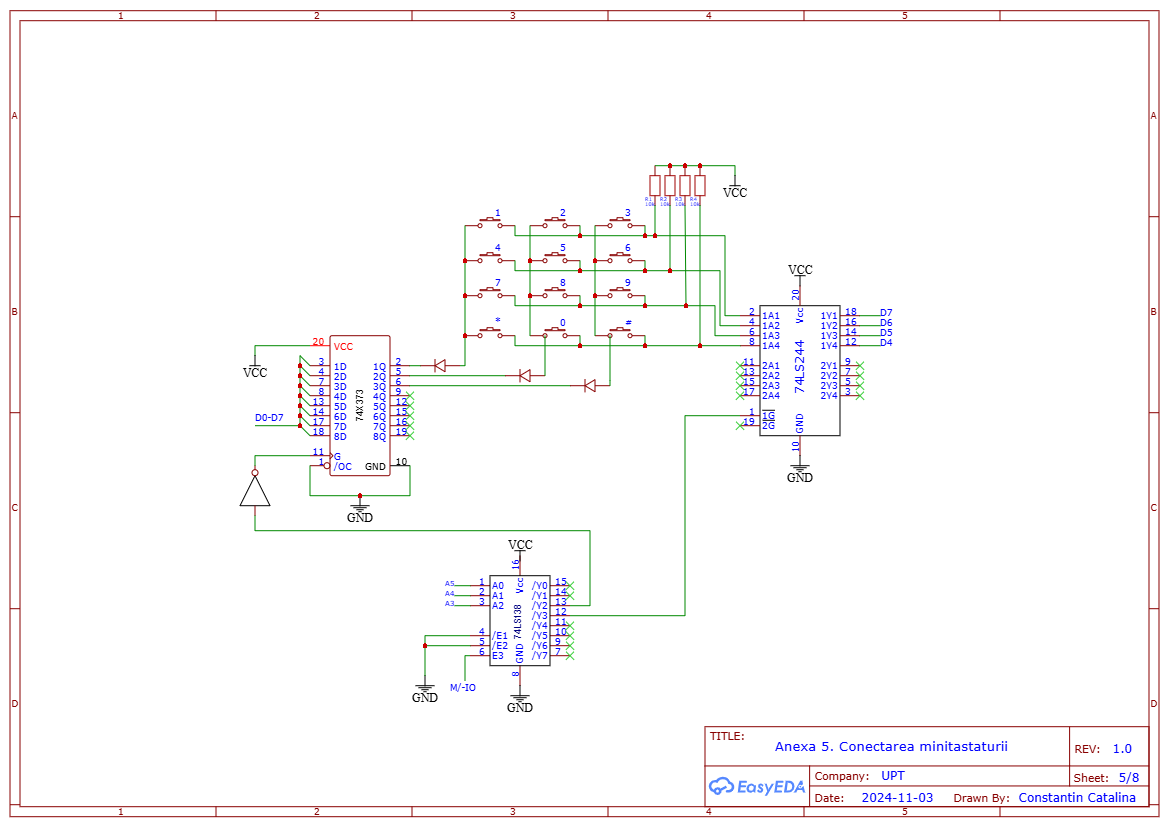 1 2 3 4 5
A A
B B
C C
D D
1 2 3 4 5
VCC
R1 R2 R3 R4
10k 10k 10k 10k
1 2 3
4 5 6
7 8 9
* 0 #
VCC
20
Vcc
2 1A1 1Y1 18 D7
4 1A2 1Y2 16 D6
6 1A3 1Y3 14 D5
8 1A4 1Y4 12 D4
11 2A1 2Y1 9
13 2A2 2Y2 7
15 2A3 2Y3 5
17 2A4 2Y4 3
74LS244
1 1G
19 2G
GND
10
GND
VCC
20 VCC
3 1D 1Q 2
4 2D 2Q 5
7 3D 3Q 6
8 4D 4Q 9
13 5D 5Q 12
14 6D 6Q 15
17 7D 7Q 16
18 8D 8Q 19
74X373
D0-D7
11 G
1 /OC GND 10
GND
VCC
16
Vcc
A5 1 A0 /Y0 15
A4 2 A1 /Y1 14
A3 3 A2 /Y2 13
/Y3 12
/Y4 11
4 /E1 /Y5 10
5 /E2 /Y6 9
6 E3 /Y7 7
74LS138
GND
8
M/-IO
GND
GND
TITLE:
Anexa 5. Conectarea minitastaturii
REV: 1.0
EasyEDA
Company: UPT
Sheet: 5/8
Date: 2024-11-03 Drawn By: Constantin Catalina